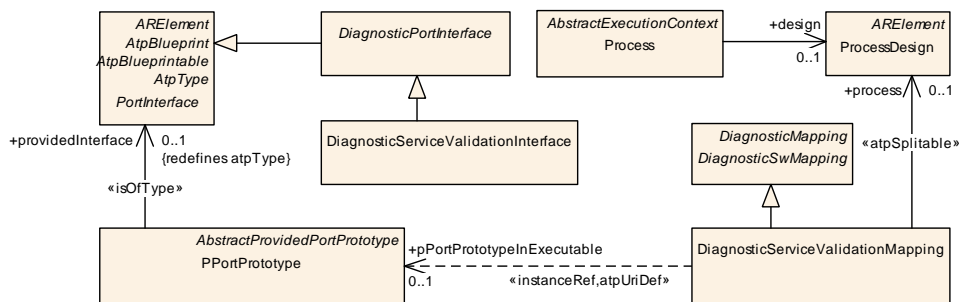 ARElement
AtpBlueprint
AtpBlueprintable
AtpType
PortInterface
DiagnosticPortInterface
AbstractExecutionContext
Process
+design
0..1
ARElement
ProcessDesign
+process
0..1
+providedInterface
0..1
{redefines atpType}
DiagnosticServiceValidationInterface
DiagnosticMapping
DiagnosticSwMapping
«atpSplitable»
«isOfType»
AbstractProvidedPortPrototype
PPortPrototype
+pPortPrototypeInExecutable
0..1
«instanceRef,atpUriDef»
DiagnosticServiceValidationMapping